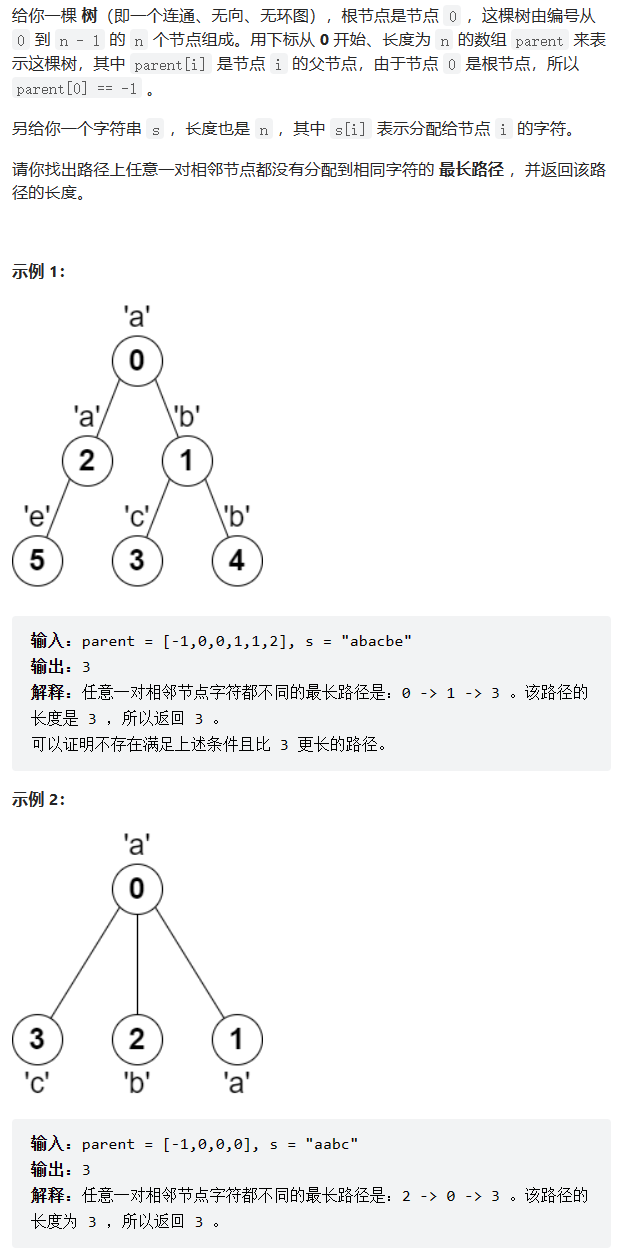 给你一棵 树（即一个连通、无向、无环图），根节点是节点 0 ，这棵树由编号从
0 到 n - 1 的 n 个节点组成。用下标从 0 开始、长度为 n 的数组 parent 来表
示这棵树，其中 parent[i] 是节点 i 的父节点，由于节点 0 是根节点，所以
parent[0] == -1 。
另给你一个字符串 s ，长度也是 n ，其中 s[i] 表示分配给节点 i 的字符。
请你找出路径上任意一对相邻节点都没有分配到相同字符的 最长路径 ，并返回该路
径的长度。
示例 1：
'a'
0
'a' 'b'
2 1
'e' 'c' 'b'
5 3 4
输入：parent = [-1,0,0,1,1,2], s = "abacbe"
输出：3
解释：任意一对相邻节点字符都不同的最长路径是：0 -> 1 -> 3 。该路径的
长度是 3 ，所以返回 3 。
可以证明不存在满足上述条件且比 3 更长的路径。
示例 2：
'a'
0
3 2 1
'c' 'b' 'a'
输入：parent = [-1,0,0,0], s = "aabc"
输出：3
解释：任意一对相邻节点字符都不同的最长路径是：2 -> 0 -> 3 。该路径的
长度为 3 ，所以返回 3 。